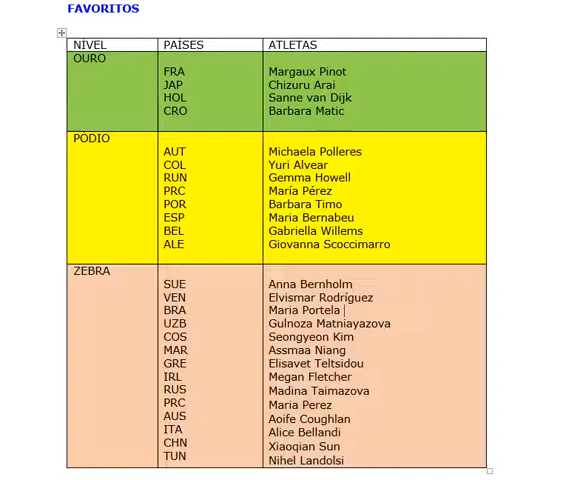 FAVORITOS
NÍVEL PAÍSES ATLETAS
OURO
FRA Margaux Pinot
JAP Chizuru Arai
HOL Sanne van Dijk
CRO Barbara Matic
PÓDIO
AUT Michaela Polleres
COL Yuri Alvear
RUN Gemma Howell
PRC María Pérez
POR Barbara Timo
ESP Maria Bernabeu
BEL Gabriella Willems
ALE Giovanna Scoccimarro
ZEBRA
SUE Anna Bernholm
VEN Elvismar Rodríguez
BRA Maria Portela
UZB Gulnoza Matniayazova
COS Seongyeon Kim
MAR Assmaa Niang
GRE Elisavet Teltsidou
IRL Megan Fletcher
RUS Madina Taimazova
PRC Maria Perez
AUS Aoife Coughlan
ITA Alice Bellandi
CHN Xiaoqian Sun
TUN Nihel Landolsi